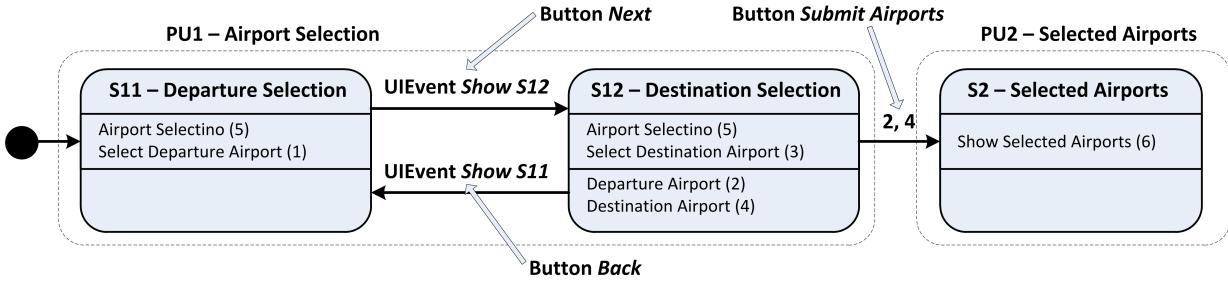 Button Next
Button Submit Airports
PU1 – Airport Selection
PU2 – Selected Airports
S11 – Departure Selection
UIEvent Show S12
S12 – Destination Selection
S2 – Selected Airports
2, 4
Airport Selectino (5)
Select Departure Airport (1)
Airport Selectino (5)
Select Destination Airport (3)
Show Selected Airports (6)
UIEvent Show S11
Departure Airport (2)
Destination Airport (4)
Button Back